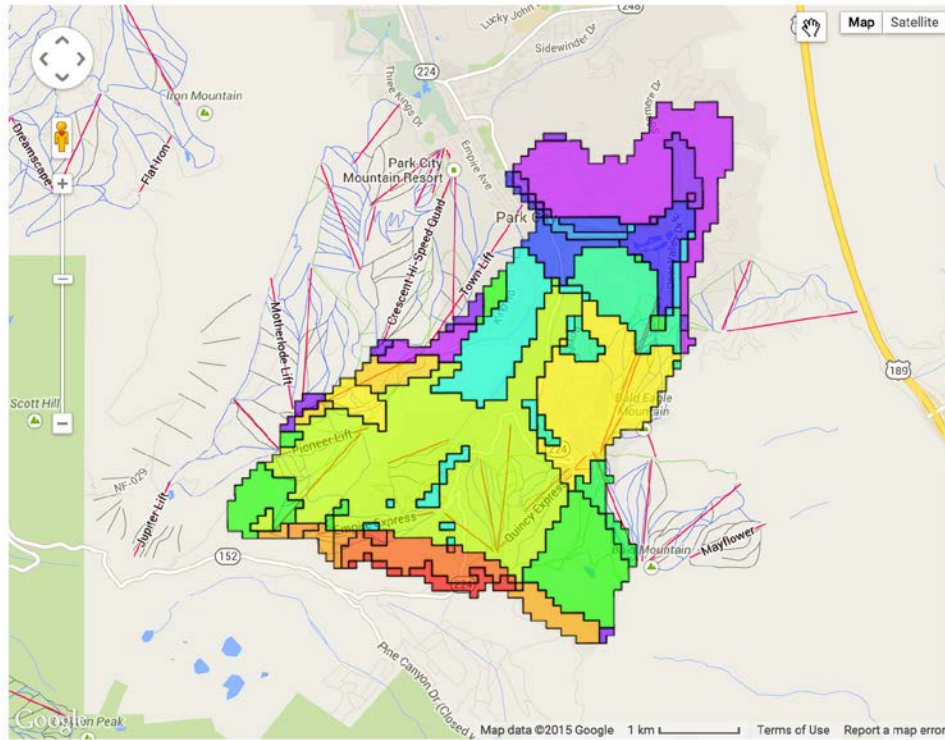 248
Lucky John
Sidewinder Dr
Map
Satellite
224
Iron Mountain
Three Kings Dr
Dreamscape
Flat Iron
Empire Ave
Park City
Mountain Resort
Crescent Hi-Speed Quad
Town Lift
Motherlode Lift
189
Scott Hill
Bald Eagle
Mountain
Pioneer Lift
224
NF-029
Jupiter Lift
Empire Express
Quincy Express
152
Bald Mountain
Mayflower
224
Pine Canyon Dr (Closed
Google
Peak
Map data ©2015 Google
1 km
Terms of Use
Report a map error